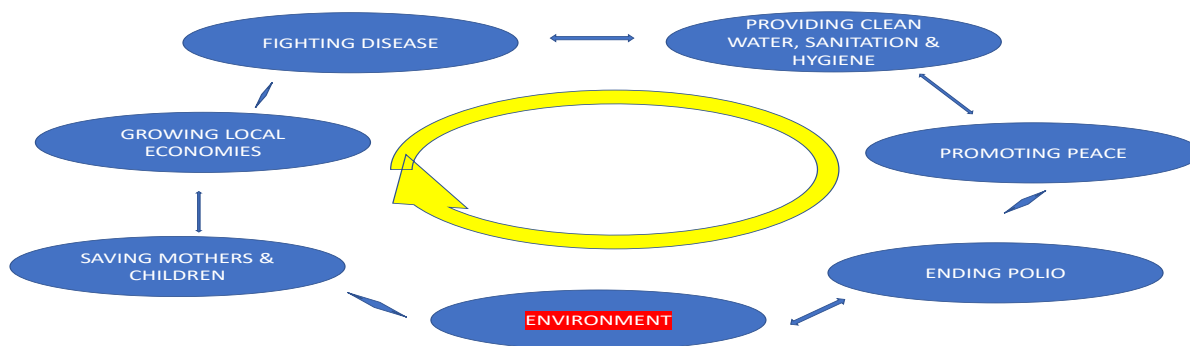 FIGHTING DISEASE
PROVIDING CLEAN
WATER, SANITATION &
HYGIENE
GROWING LOCAL
ECONOMIES
PROMOTING PEACE
SAVING MOTHERS &
CHILDREN
ENDING POLIO
ENVIRONMENT